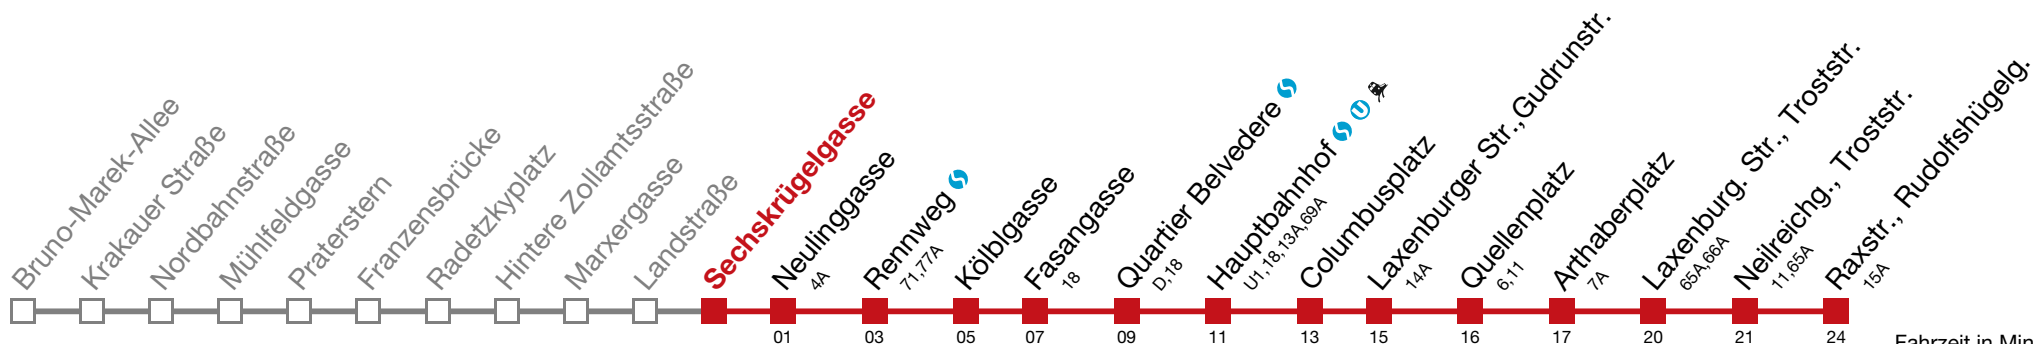 Bruno-Marek-Allee
Krakauer Straße
Nordbahnstraße
Mühlfeldgasse
Praterstern
Franzensbrücke
Radetzkyplatz
Hintere Zollamtsstraße
Marxergasse
Landstraße
Sechskrügelgasse
Neulinggasse
4A
Rennweg S
71,77A
Kölblgasse
Fasangasse
18
Quartier Belvedere S
D,18
Hauptbahnhof S U
U1,18,13A,69A
Columbusplatz
Laxenburger Str.,Gudrunstr.
14A
Quellenplatz
6,11
Arthaberplatz
7A
Laxenburg. Str., Troststr.
65A,66A
Neilreichg., Troststr.
11,65A
Raxstr., Rudolfshügelg.
15A
01 03 05 07 09 11 13 15 16 17 20 21 24
Fahrzeit in Min